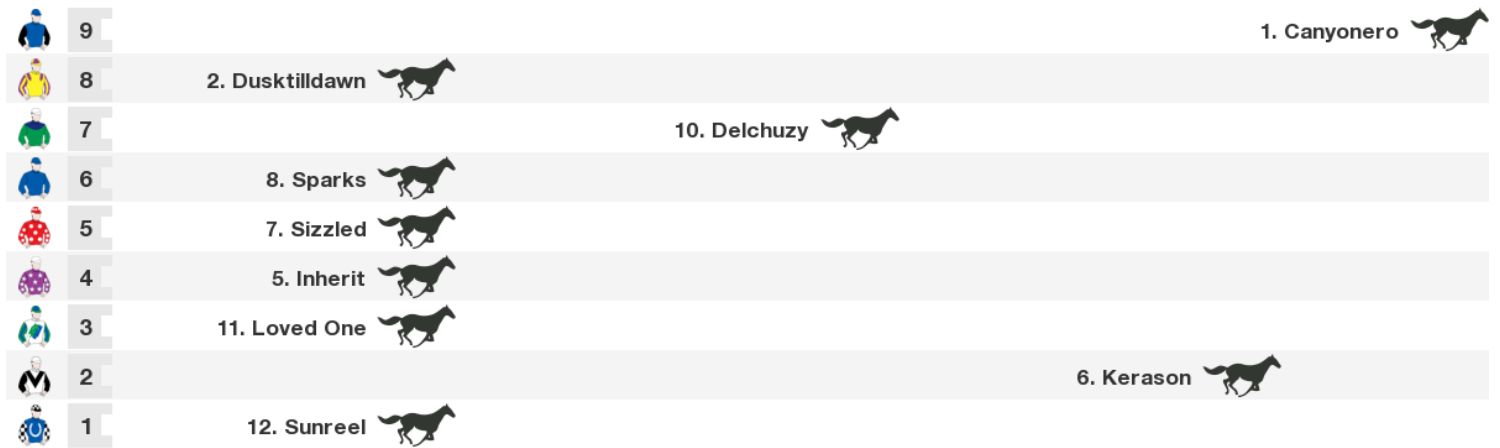 9 1. Canyonero
8 2. Dusktilldawn
7 10. Delchuzy
6 8. Sparks
5 7. Sizzled
4 5. Inherit
3 11. Loved One
2 6. Kerason
1 12. Sunreel